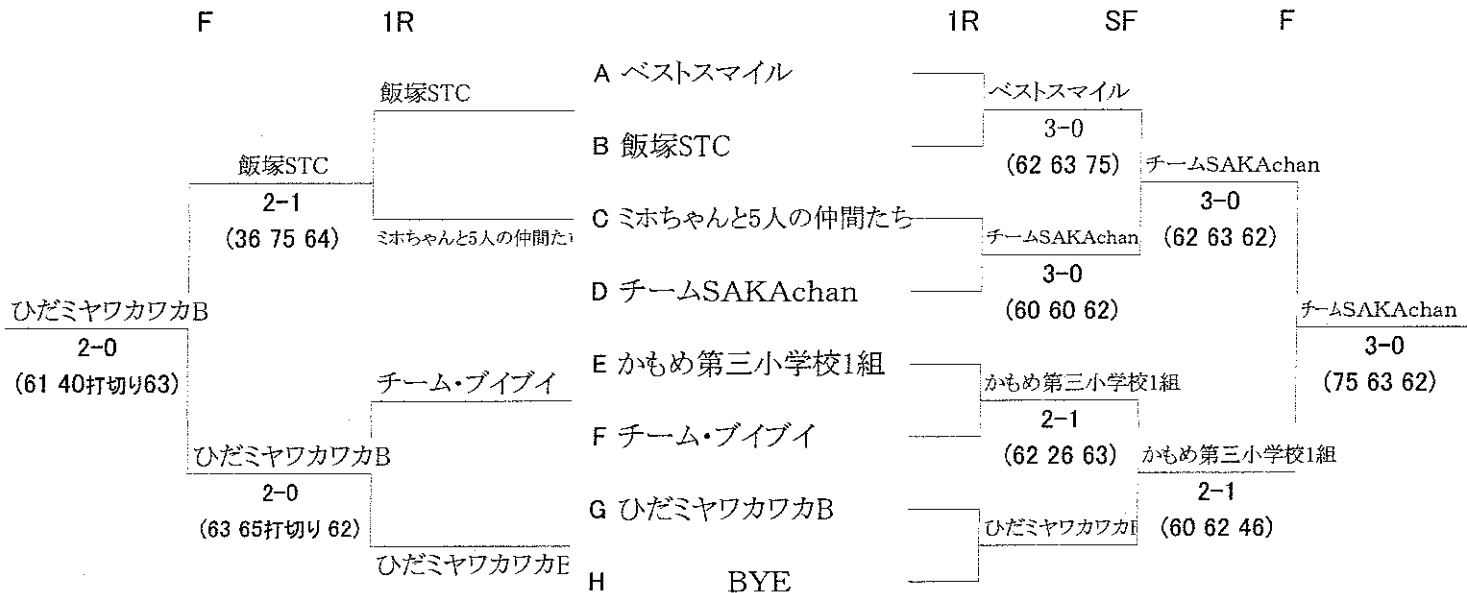 F 1R 1R SF F
A ベストスマイル
飯塚STC
ベストスマイル
3-0
B 飯塚STC
飯塚STC
(62 63 75)
チームSAKAchan
2-1
3-0
C ミホちゃんと5人の仲間たち
(36 75 64)
ミホちゃんと5人の仲間た
チームSAKAchan
(62 63 62)
3-0
D チームSAKAchan
(60 60 62)
ひだミヤワカワカB
チームSAKAchan
2-0
3-0
E かもめ第三小学校1組
(61 40打切り63)
チーム・ブイブイ
かもめ第三小学校1組
(75 63 62)
2-1
F チーム・ブイブイ
(62 26 63)
ひだミヤワカワカB
かもめ第三小学校1組
2-0
2-1
G ひだミヤワカワカB
(63 65打切り 62)
ひだミヤワカワカ
(60 62 46)
ひだミヤワカワカE
H BYE